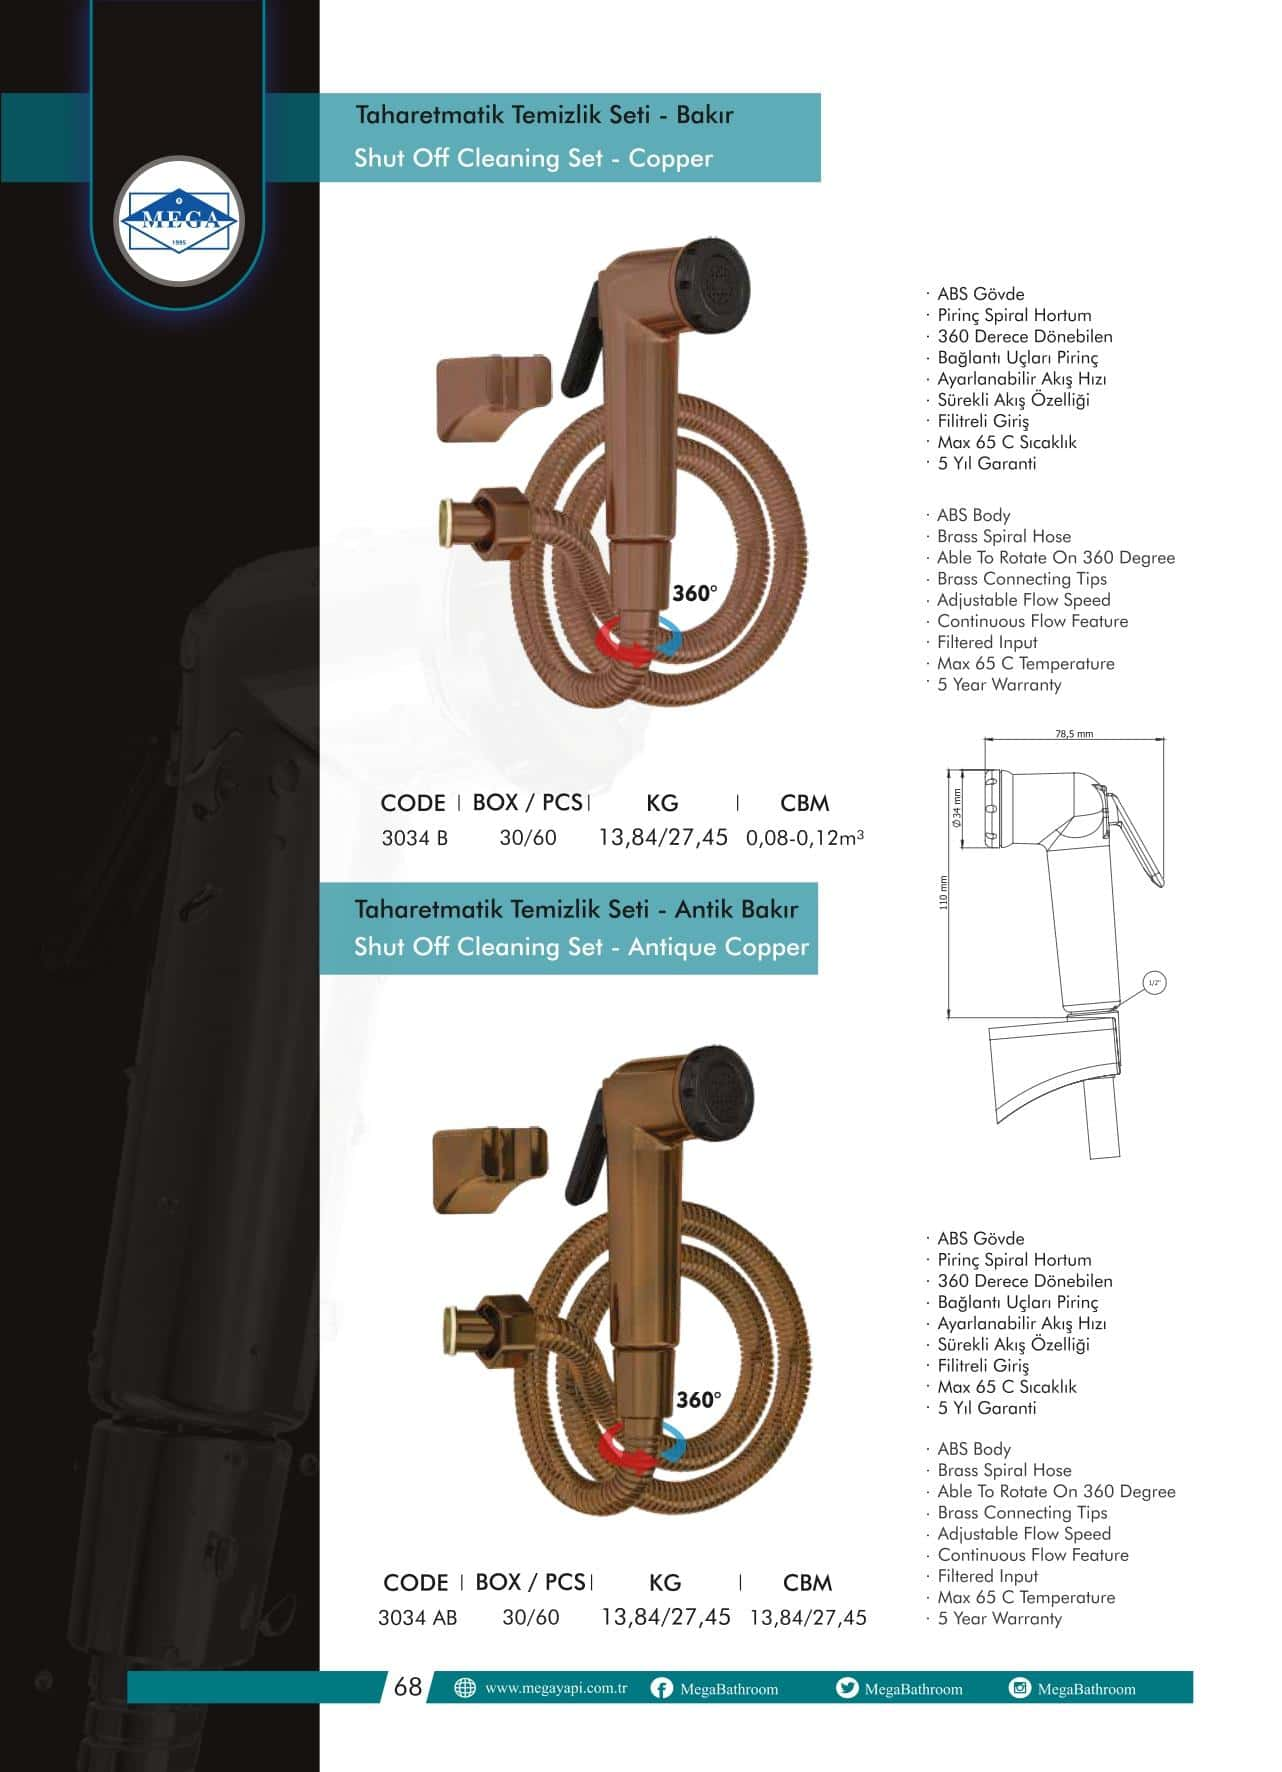 Taharetmatik Temizlik Seti - Bakır
Shut Off Cleaning Set - Copper
MEGA
1995
· ABS Gövde
· Pirinç Spiral Hortum
· 360 Derece Dönebilen
· Bağlantı Uçları Pirinç
· Ayarlanabilir Akış Hızı
· Sürekli Akış Özelliği
· Filitreli Giriş
· Max 65 C Sıcaklık
· 5 Yıl Garanti
· ABS Body
· Brass Spiral Hose
· Able To Rotate On 360 Degree
· Brass Connecting Tips
· Adjustable Flow Speed
· Continuous Flow Feature
· Filtered Input
· Max 65 C Temperature
· 5 Year Warranty
360°
78,5 mm
Ø34 mm
110 mm
1/2"
CODE | BOX / PCS | KG | CBM
3034 B 30/60 13,84/27,45 0,08-0,12m³
Taharetmatik Temizlik Seti - Antik Bakır
Shut Off Cleaning Set - Antique Copper
360°
· ABS Gövde
· Pirinç Spiral Hortum
· 360 Derece Dönebilen
· Bağlantı Uçları Pirinç
· Ayarlanabilir Akış Hızı
· Sürekli Akış Özelliği
· Filitreli Giriş
· Max 65 C Sıcaklık
· 5 Yıl Garanti
· ABS Body
· Brass Spiral Hose
· Able To Rotate On 360 Degree
· Brass Connecting Tips
· Adjustable Flow Speed
· Continuous Flow Feature
· Filtered Input
· Max 65 C Temperature
· 5 Year Warranty
CODE | BOX / PCS | KG | CBM
3034 AB 30/60 13,84/27,45 13,84/27,45
68 www.megayapi.com.tr MegaBathroom MegaBathroom MegaBathroom